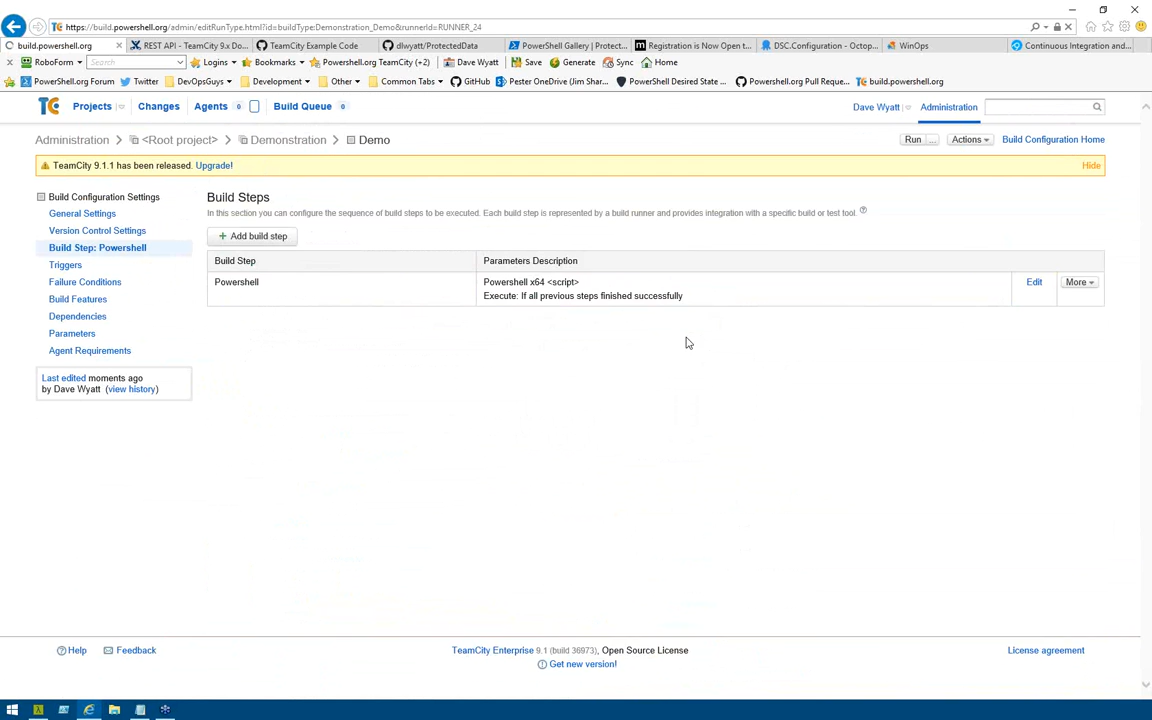 https://build.powershell.org/admin/editRunType.html?id=buildType:Demonstration_Demo&runnerId=RUNNER_24
build.powershell.org
REST API - TeamCity 9.x Do...
TeamCity Example Code
dlwyatt/ProtectedData
PowerShell Gallery | Protect...
Registration is Now Open t...
DSC.Configuration - Octop...
WinOps
Continuous Integration and...
RoboForm
Search
Logins
Bookmarks
Powershell.org TeamCity (+2)
Dave Wyatt
Save
Generate
Sync
Home
PowerShell.org Forum
Twitter
DevOpsGuys
Development
Other
Common Tabs
GitHub
Pester OneDrive (Jim Shar...
PowerShell Desired State ...
Powershell.org Pull Reque...
build.powershell.org
TC
Projects
Changes
Agents 0
Build Queue 0
Dave Wyatt
Administration
Administration
<Root project>
Demonstration
Demo
Run ...
Actions
Build Configuration Home
TeamCity 9.1.1 has been released. Upgrade!
Hide
Build Configuration Settings
General Settings
Version Control Settings
Build Step: Powershell
Triggers
Failure Conditions
Build Features
Dependencies
Parameters
Agent Requirements
Last edited moments ago
by Dave Wyatt (view history)
Build Steps
In this section you can configure the sequence of build steps to be executed. Each build step is represented by a build runner and provides integration with a specific build or test tool.
+ Add build step
Build Step
Parameters Description
Powershell
Powershell x64 <script>
Execute: If all previous steps finished successfully
Edit
More
Help
Feedback
TeamCity Enterprise 9.1 (build 36973), Open Source License
Get new version!
License agreement